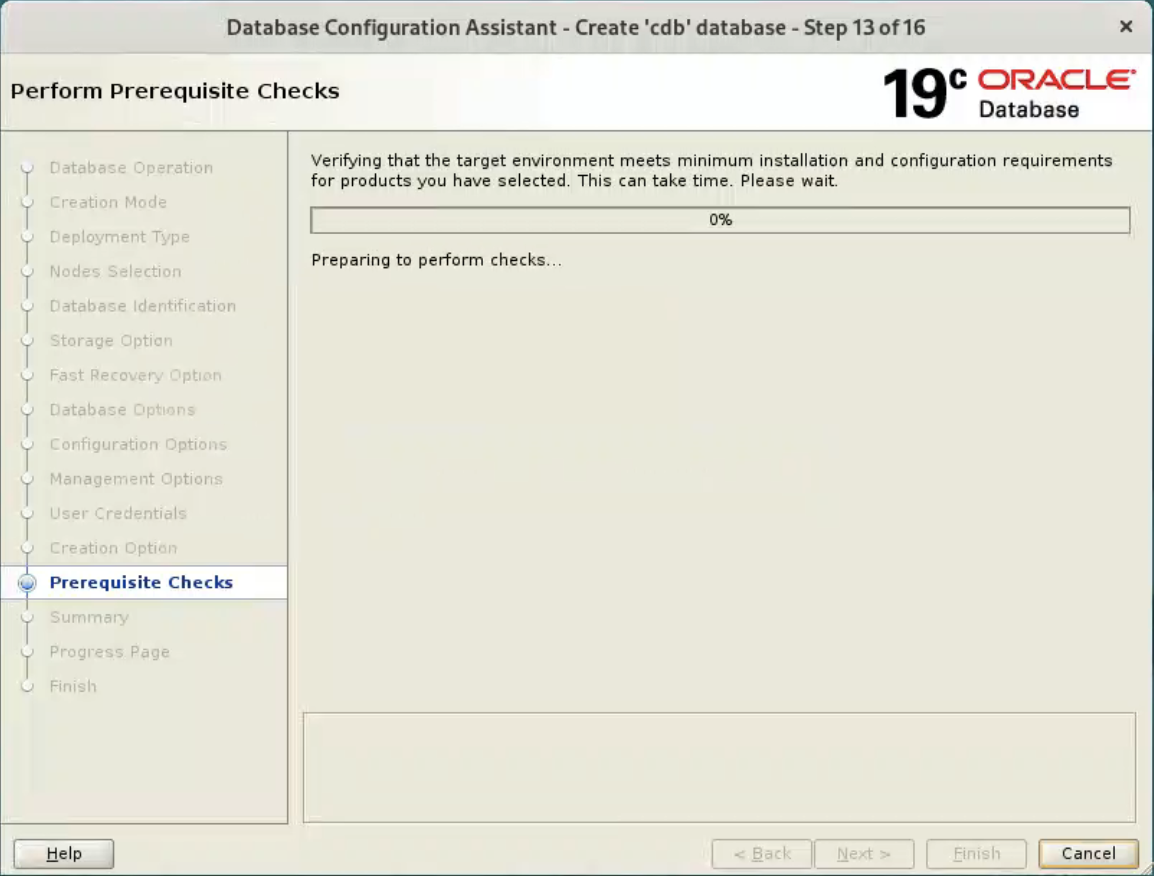 Database Configuration Assistant - Create 'cdb' database - Step 13 of 16
Perform Prerequisite Checks
19c ORACLE
Database
Database Operation
Creation Mode
Deployment Type
Nodes Selection
Database Identification
Storage Option
Fast Recovery Option
Database Options
Configuration Options
Management Options
User Credentials
Creation Option
Prerequisite Checks
Summary
Progress Page
Finish
Verifying that the target environment meets minimum installation and configuration requirements
for products you have selected. This can take time. Please wait.
0%
Preparing to perform checks...
Help
< Back
Next >
Finish
Cancel